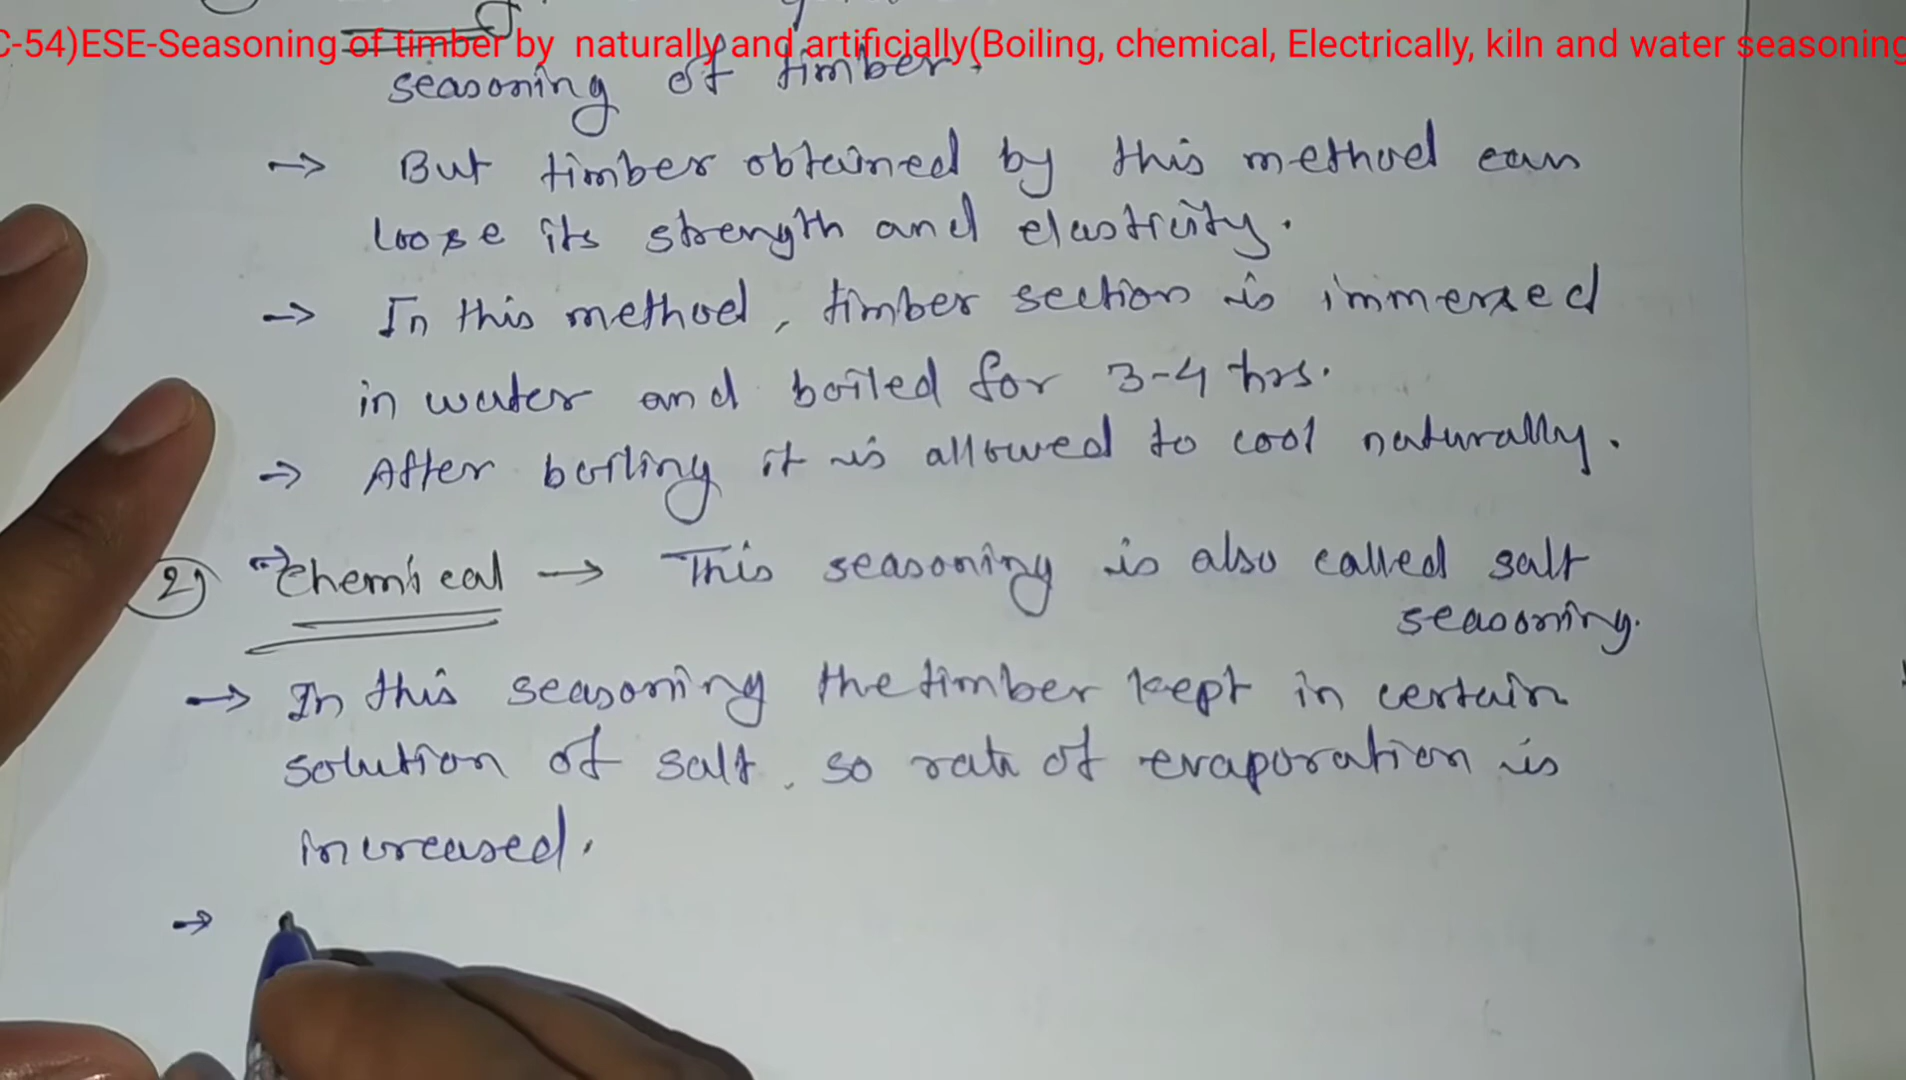 C-54)ESE-Seasoning of timber by naturally and artificially(Boiling, chemical, Electrically, kiln and water seasoning
seasoning of timber.
→ But timber obtained by this method can
loose its strength and elasticity.
→ In this method, timber section is immersed
in water and boiled for 3-4 hrs.
→ After boiling it is allowed to cool naturally.
2) Chemical → This seasoning is also called salt
seasoning.
→ In this seasoning the timber kept in certain
solution of salt. so rate of evaporation is
increased.
→